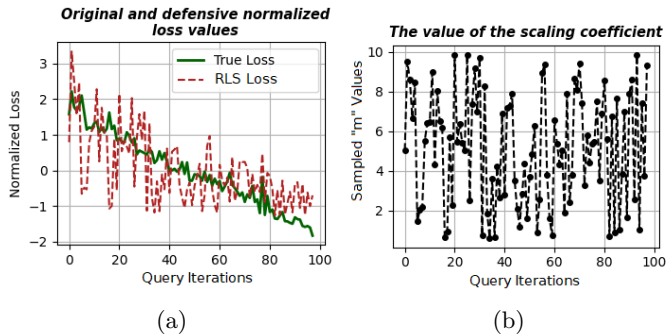 Original and defensive normalized
loss values
True Loss
RLS Loss
Normalized Loss
3
2
1
0
−1
−2
0 20 40 60 80 100
Query Iterations
(a)
The value of the scaling coefficient
Sampled "m" Values
10
8
6
4
2
0 20 40 60 80 100
Query Iterations
(b)